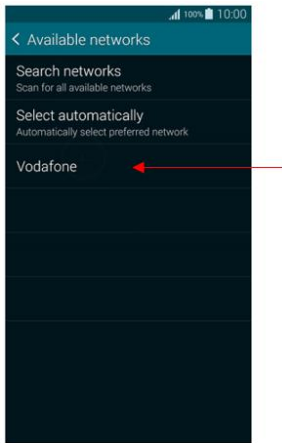 100% 10:00
< Available networks
Search networks
Scan for all available networks
Select automatically
Automatically select preferred network
Vodafone